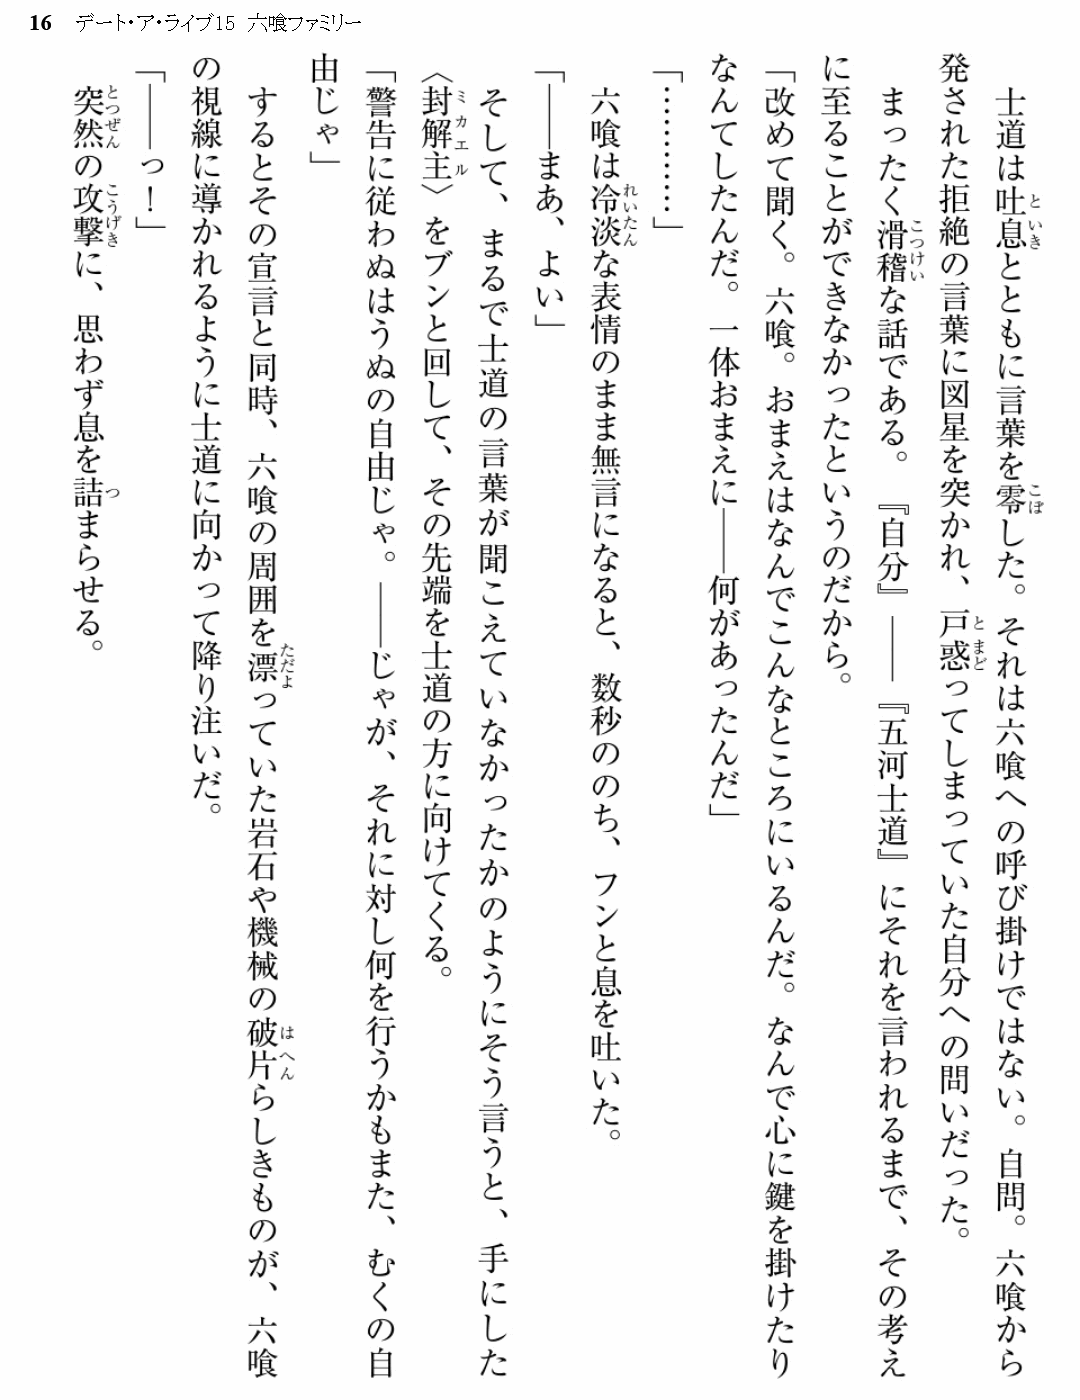 16 デート・ア・ライブ15 六喰ファミリー
　士道は吐息とともに言葉を零した。それは六喰への呼び掛けではない。自問。六喰から
発された拒絶の言葉に図星を突かれ、戸惑ってしまっていた自分への問いだった。
　まったく滑稽な話である。『自分』――『五河士道』にそれを言われるまで、その考え
に至ることができなかったというのだから。
「改めて聞く。六喰。おまえはなんでこんなところにいるんだ。なんで心に鍵を掛けたり
なんてしたんだ。一体おまえに――何があったんだ」
「…………」
　六喰は冷淡な表情のまま無言になると、数秒ののち、フンと息を吐いた。
「――まあ、よい」
　そして、まるで士道の言葉が聞こえていなかったかのようにそう言うと、手にした
〈封解主〉をブンと回して、その先端を士道の方に向けてくる。
「警告に従わぬはうぬの自由じゃ。――じゃが、それに対し何を行うかもまた、むくの自
由じゃ」
　するとその宣言と同時、六喰の周囲を漂っていた岩石や機械の破片らしきものが、六喰
の視線に導かれるように士道に向かって降り注いだ。
「――っ！」
　突然の攻撃に、思わず息を詰まらせる。